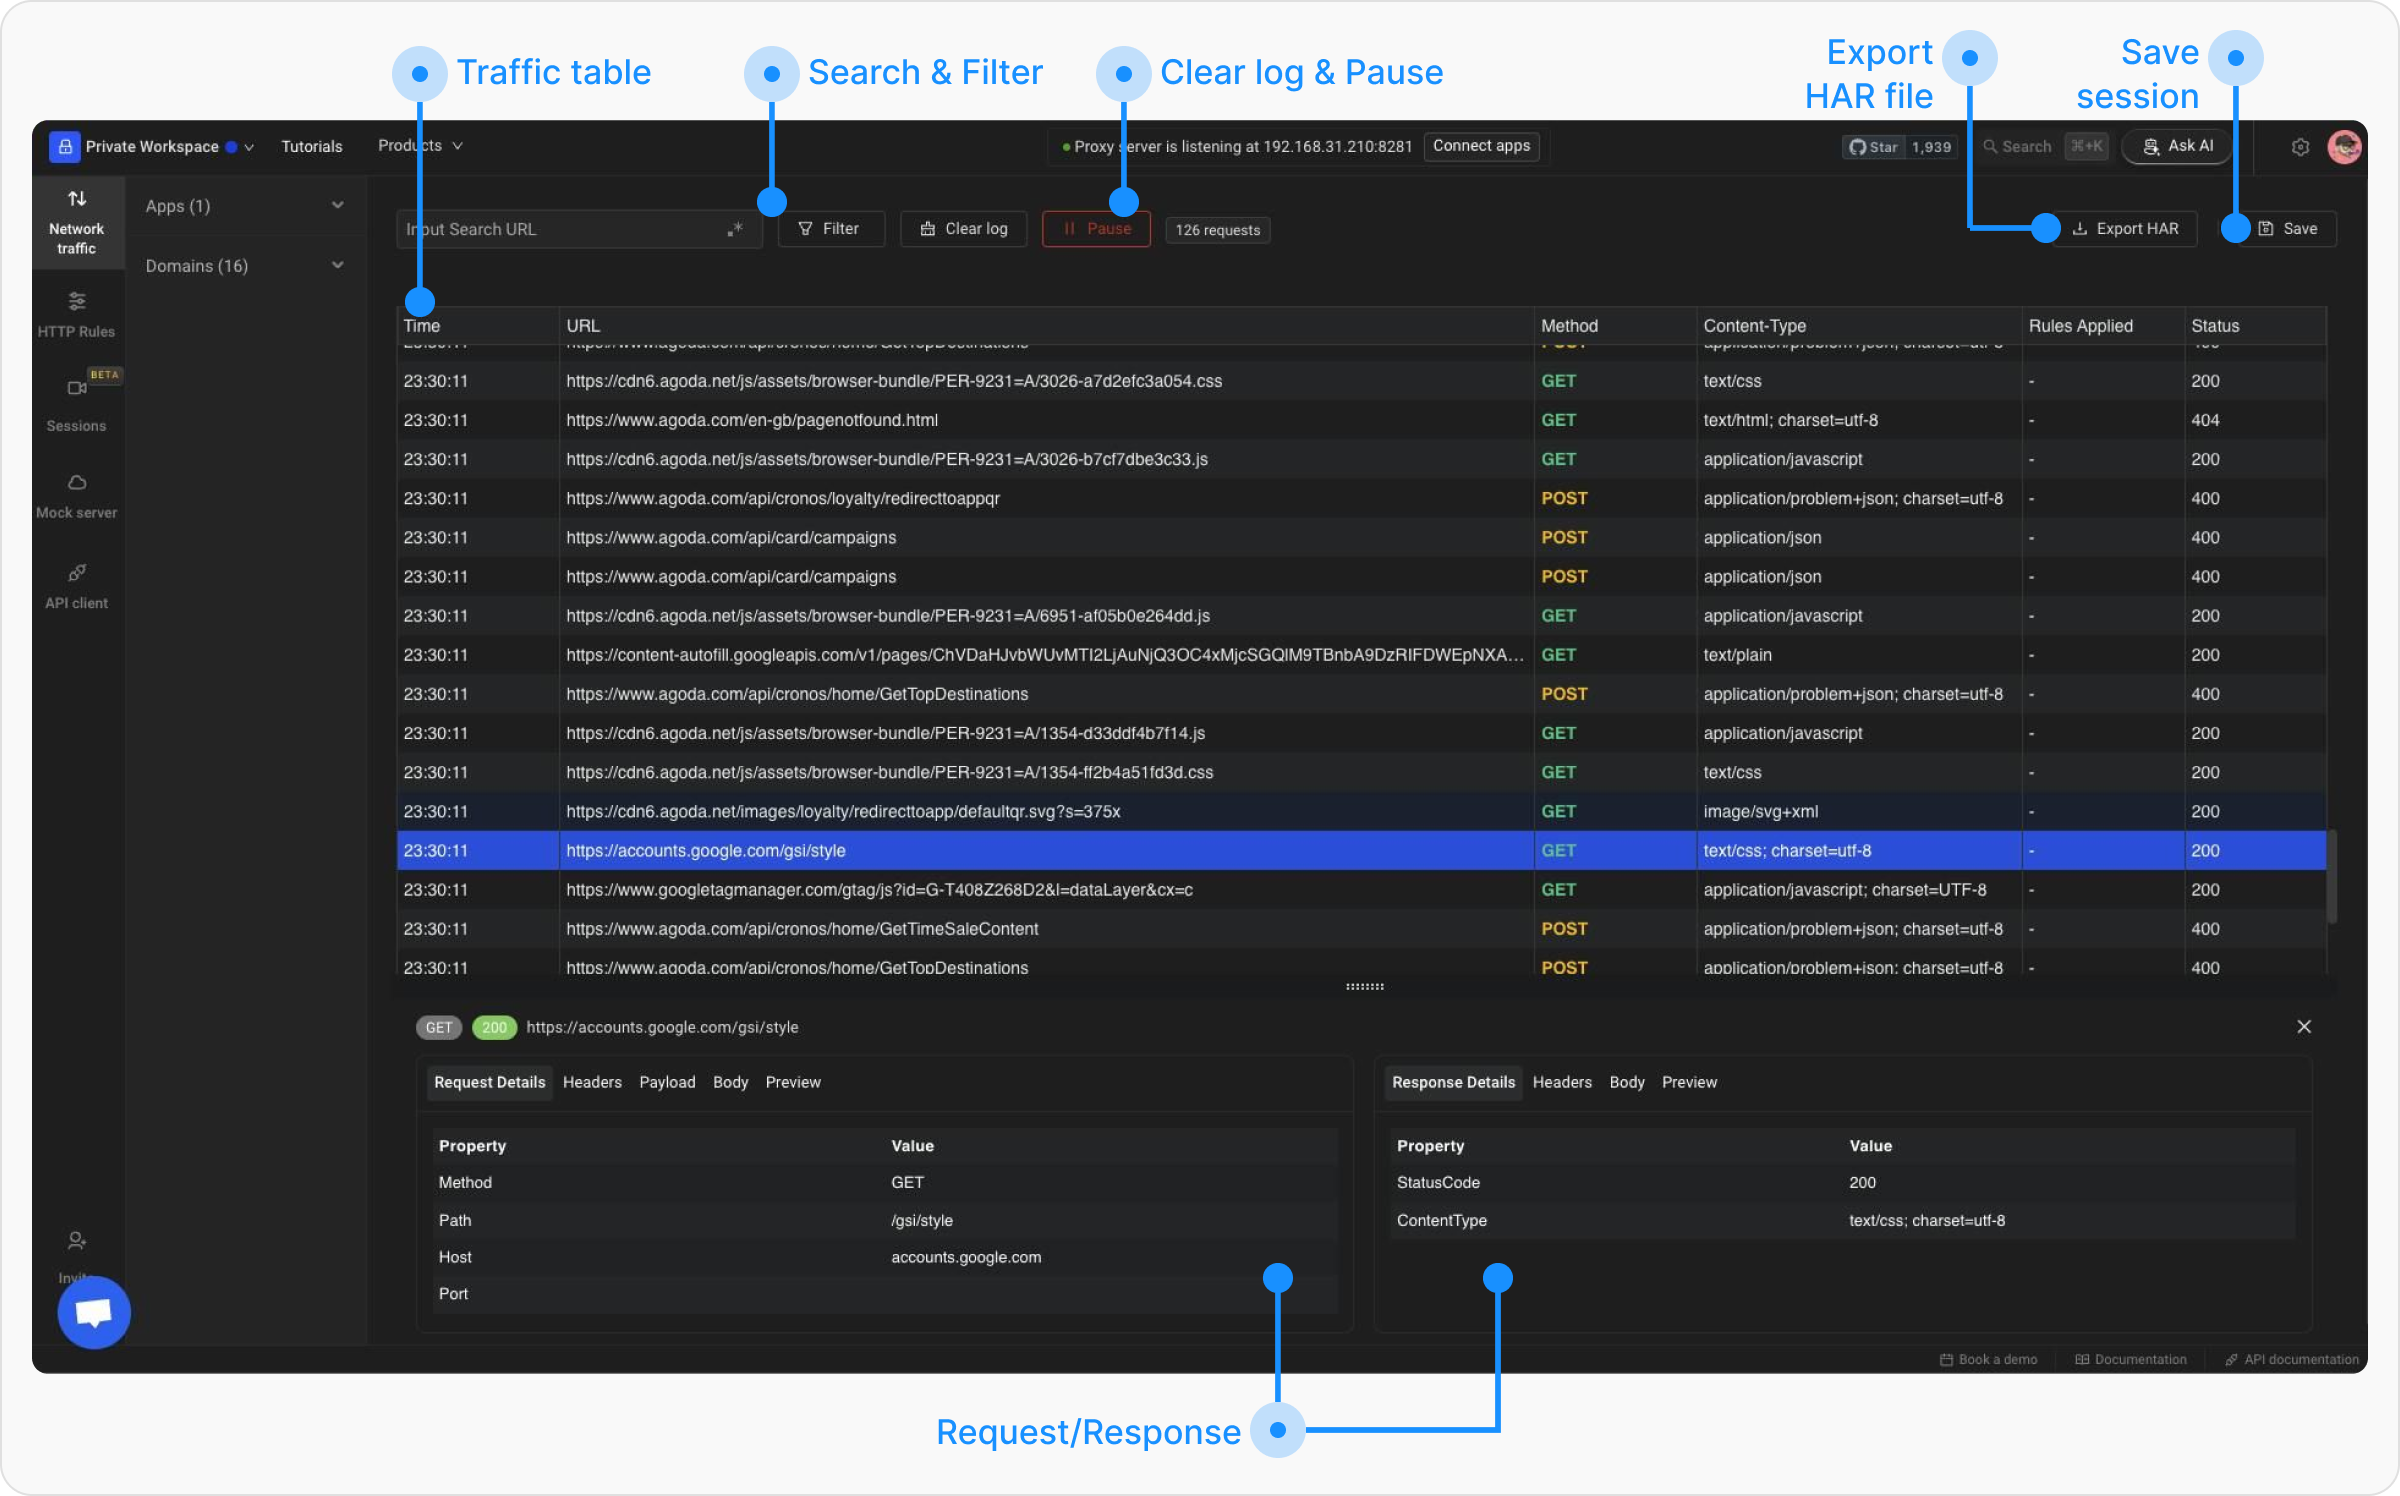 Traffic table
Search & Filter
Clear log & Pause
Export
HAR file
Save
session
Private Workspace
Tutorials
Products
Proxy server is listening at 192.168.31.210:8281
Connect apps
Star
1,939
Search
⌘+K
Ask AI
Network
traffic
HTTP Rules
BETA
Sessions
Mock server
API client
Apps (1)
Domains (16)
Input Search URL
.*
Filter
Clear log
Pause
126 requests
Export HAR
Save
Time URL Method Content-Type Rules Applied Status
23:30:11 https://www.agoda.com/api/cronos/home/GetTopDestinations POST application/problem+json; charset=utf-8 400
23:30:11 https://cdn6.agoda.net/js/assets/browser-bundle/PER-9231=A/3026-a7d2efc3a054.css GET text/css - 200
23:30:11 https://www.agoda.com/en-gb/pagenotfound.html GET text/html; charset=utf-8 - 404
23:30:11 https://cdn6.agoda.net/js/assets/browser-bundle/PER-9231=A/3026-b7cf7dbe3c33.js GET application/javascript - 200
23:30:11 https://www.agoda.com/api/cronos/loyalty/redirecttoappqr POST application/problem+json; charset=utf-8 - 400
23:30:11 https://www.agoda.com/api/card/campaigns POST application/json - 400
23:30:11 https://www.agoda.com/api/card/campaigns POST application/json - 400
23:30:11 https://cdn6.agoda.net/js/assets/browser-bundle/PER-9231=A/6951-af05b0e264dd.js GET application/javascript - 200
23:30:11 https://content-autofill.googleapis.com/v1/pages/ChVDaHJvbWUvMTI2LjAuNjQ3OC4xMjcSGQlM9TBnbA9DzRIFDWEpNXA... GET text/plain - 200
23:30:11 https://www.agoda.com/api/cronos/home/GetTopDestinations POST application/problem+json; charset=utf-8 - 400
23:30:11 https://cdn6.agoda.net/js/assets/browser-bundle/PER-9231=A/1354-d33ddf4b7f14.js GET application/javascript - 200
23:30:11 https://cdn6.agoda.net/js/assets/browser-bundle/PER-9231=A/1354-ff2b4a51fd3d.css GET text/css - 200
23:30:11 https://cdn6.agoda.net/images/loyalty/redirecttoapp/defaultqr.svg?s=375x GET image/svg+xml - 200
23:30:11 https://accounts.google.com/gsi/style GET text/css; charset=utf-8 - 200
23:30:11 https://www.googletagmanager.com/gtag/js?id=G-T408Z268D2&l=dataLayer&cx=c GET application/javascript; charset=UTF-8 - 200
23:30:11 https://www.agoda.com/api/cronos/home/GetTimeSaleContent POST application/problem+json; charset=utf-8 - 400
23:30:11 https://www.agoda.com/api/cronos/home/GetTopDestinations POST application/problem+json; charset=utf-8 - 400
GET 200 https://accounts.google.com/gsi/style
Request Details Headers Payload Body Preview
Property Value
Method GET
Path /gsi/style
Host accounts.google.com
Port
Response Details Headers Body Preview
Property Value
StatusCode 200
ContentType text/css; charset=utf-8
Invite
Book a demo
Documentation
API documentation
Request/Response